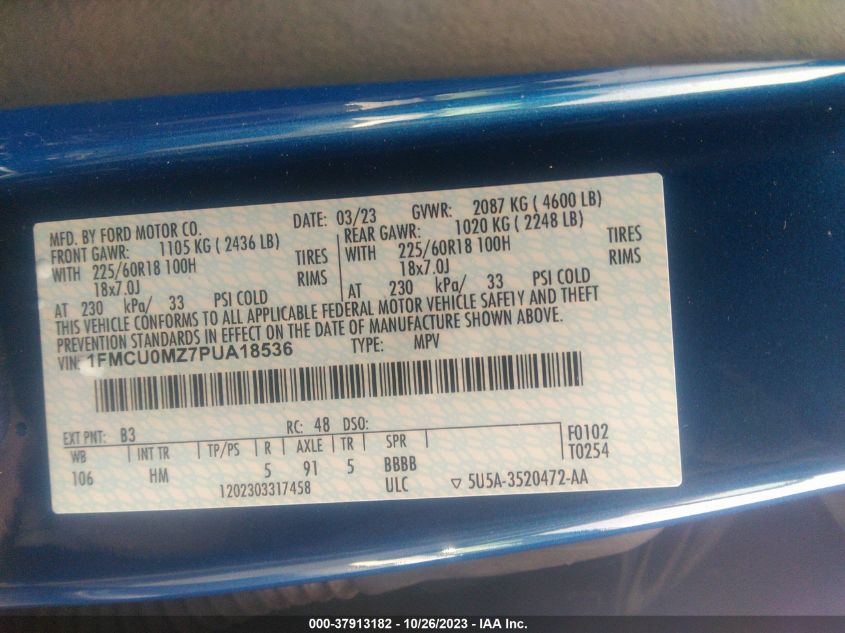 MFD. BY FORD MOTOR CO. DATE: 03/23 GVWR: 2087 KG ( 4600 LB)
FRONT GAWR: 1105 KG ( 2436 LB) REAR GAWR: 1020 KG ( 2248 LB)
WITH 225/60R18 100H TIRES WITH 225/60R18 100H TIRES
18x7.0J RIMS 18x7.0J RIMS
AT 230 kPa/ 33 PSI COLD AT 230 kPa/ 33 PSI COLD
THIS VEHICLE CONFORMS TO ALL APPLICABLE FEDERAL MOTOR VEHICLE SAFETY AND THEFT
PREVENTION STANDARDS IN EFFECT ON THE DATE OF MANUFACTURE SHOWN ABOVE.
VIN: 1FMCU0MZ7PUA18536 TYPE: MPV
EXT PNT: B3 RC: 48 DSO: F0102
WB INT TR TP/PS R AXLE TR SPR T0254
106 HM 5 91 5 BBBB
1202303317458 ULC ▽ 5U5A-3520472-AA
000-37913182 - 10/26/2023 - IAA Inc.